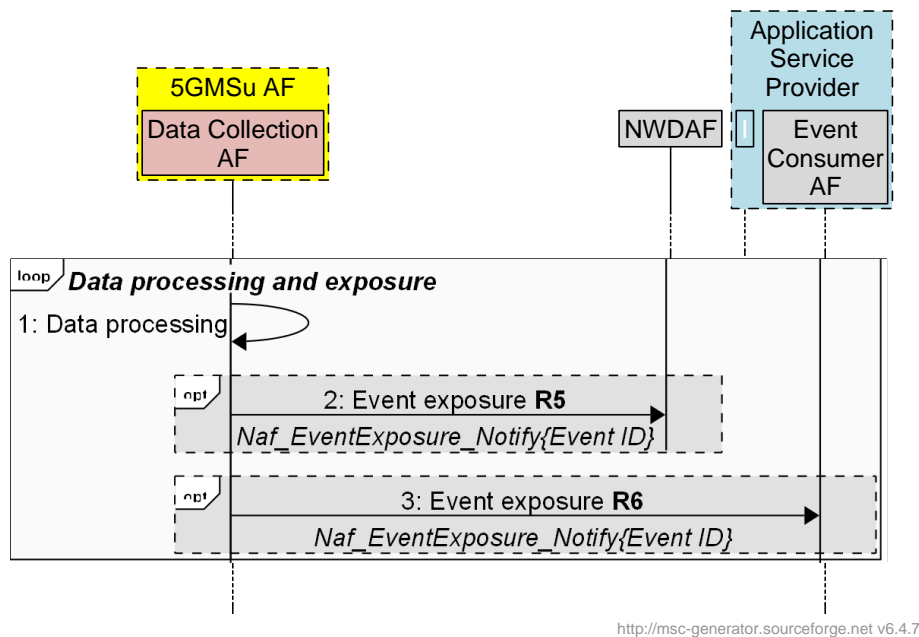 Application
Service
Provider
5GMSu AF
Data Collection
AF
NWDAF
I
Event
Consumer
AF
loop
Data processing and exposure
1: Data processing
opt
2: Event exposure R5
Naf_EventExposure_Notify{Event ID}
opt
3: Event exposure R6
Naf_EventExposure_Notify{Event ID}
http://msc-generator.sourceforge.net v6.4.7